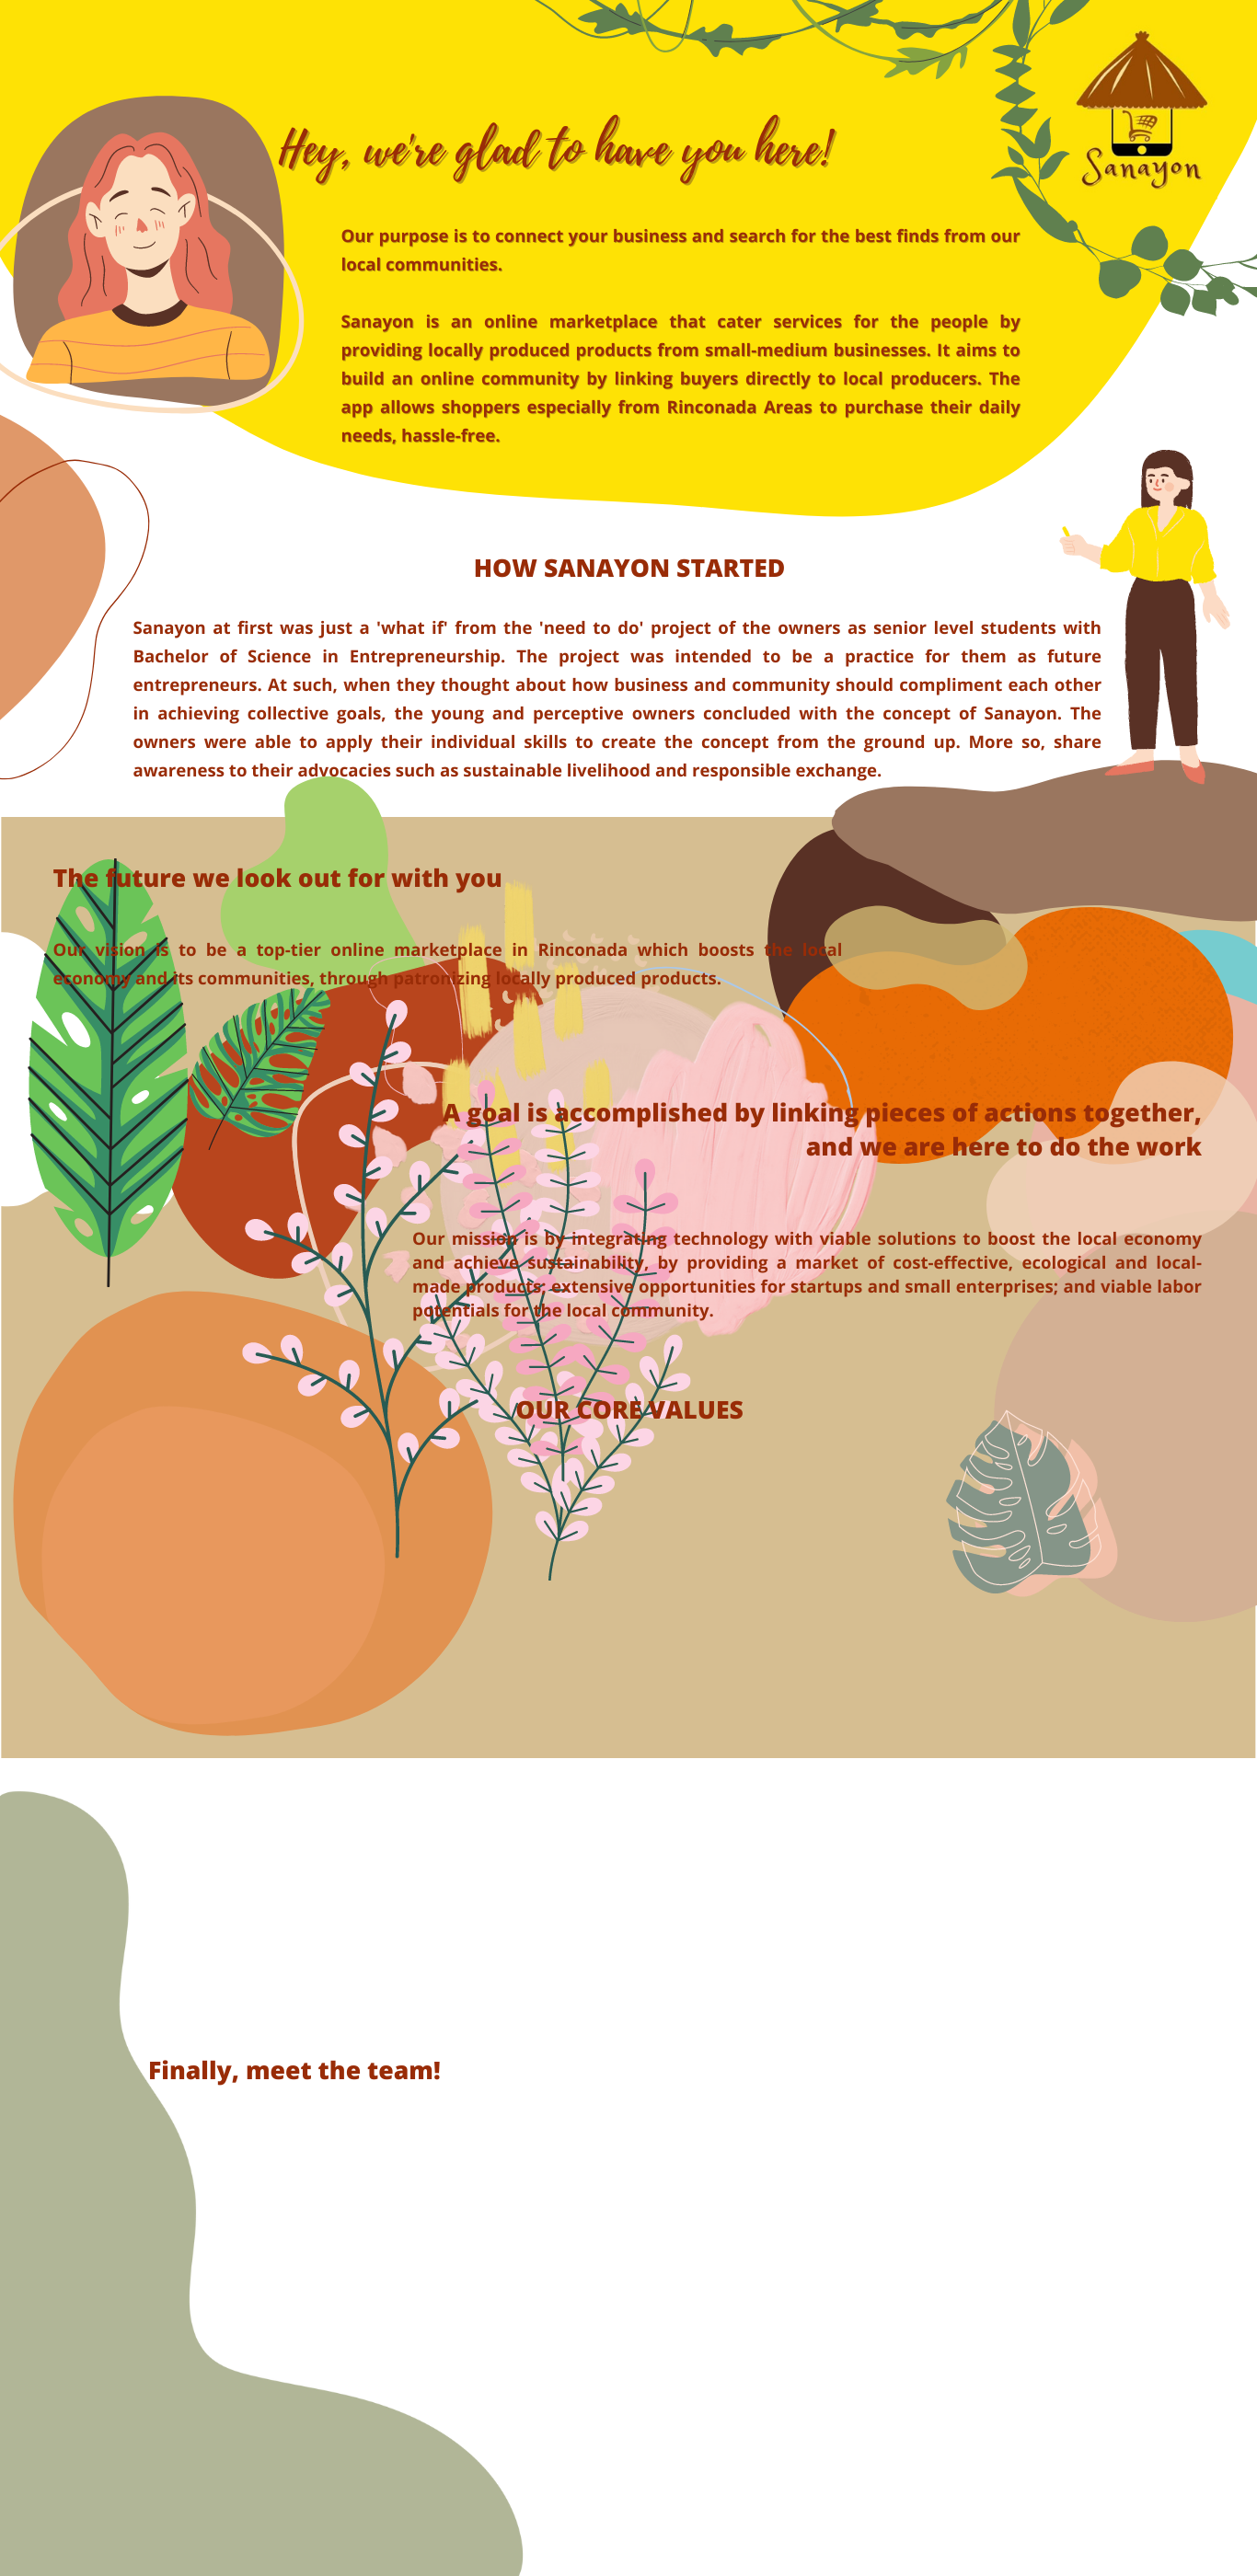 Hey, we're glad to have you here!
Sanayon
Our purpose is to connect your business and search for the best finds from our
local communities.
Sanayon is an online marketplace that cater services for the people by
providing locally produced products from small-medium businesses. It aims to
build an online community by linking buyers directly to local producers. The
app allows shoppers especially from Rinconada Areas to purchase their daily
needs, hassle-free.
HOW SANAYON STARTED
Sanayon at first was just a 'what if' from the 'need to do' project of the owners as senior level students with
Bachelor of Science in Entrepreneurship. The project was intended to be a practice for them as future
entrepreneurs. At such, when they thought about how business and community should compliment each other
in achieving collective goals, the young and perceptive owners concluded with the concept of Sanayon. The
owners were able to apply their individual skills to create the concept from the ground up. More so, share
awareness to their advocacies such as sustainable livelihood and responsible exchange.
The future we look out for with you
Our vision is to be a top-tier online marketplace in Rinconada which boosts the local
economy and its communities, through patronizing locally produced products.
A goal is accomplished by linking pieces of actions together,
and we are here to do the work
Our mission is by integrating technology with viable solutions to boost the local economy
and achieve sustainability, by providing a market of cost-effective, ecological and local-
made products; extensive opportunities for startups and small enterprises; and viable labor
potentials for the local community.
OUR CORE VALUES
Finally, meet the team!